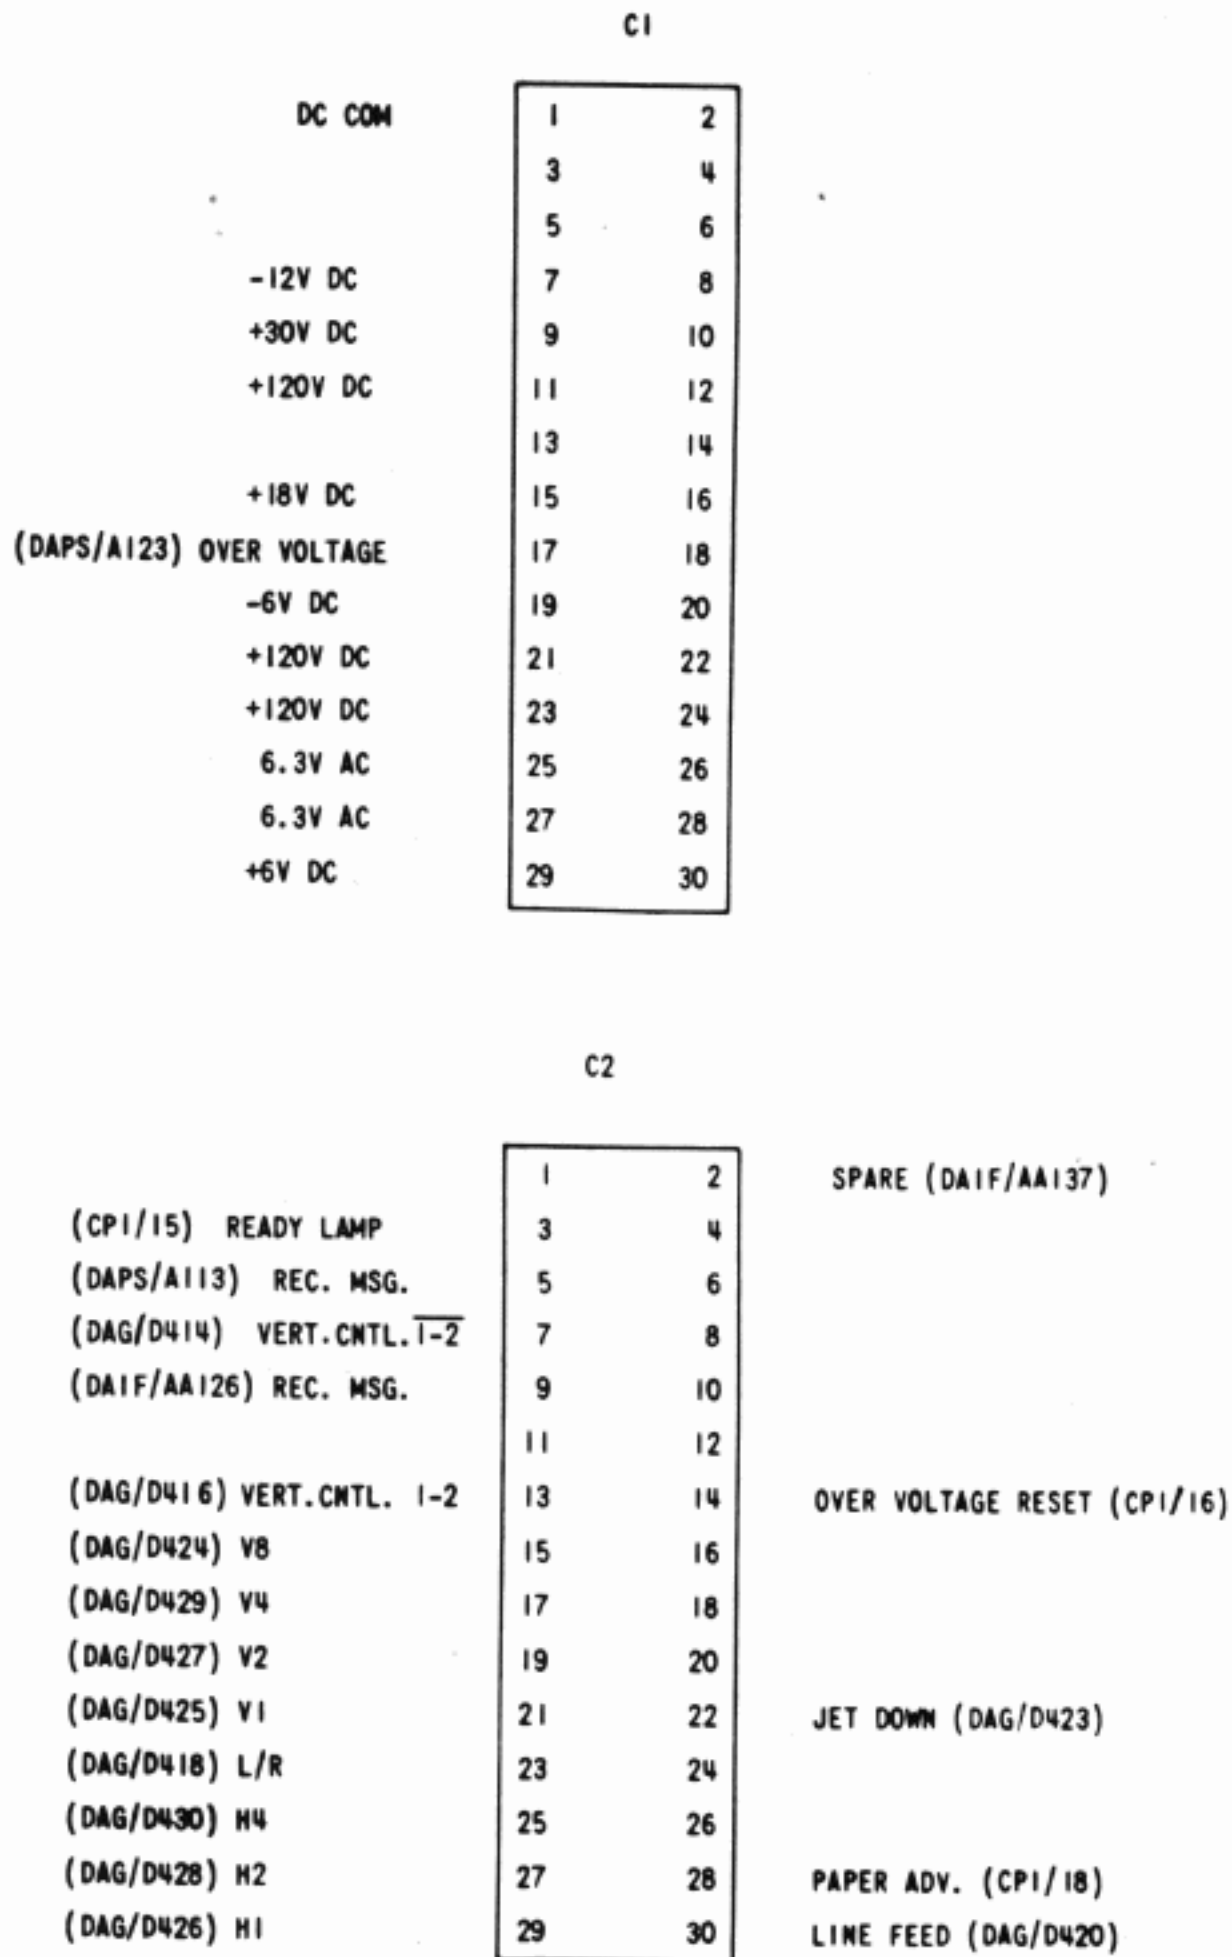 C1
DC COM 1 2
3 4
5 6
-12V DC 7 8
+30V DC 9 10
+120V DC 11 12
13 14
+18V DC 15 16
(DAPS/A123) OVER VOLTAGE 17 18
-6V DC 19 20
+120V DC 21 22
+120V DC 23 24
6.3V AC 25 26
6.3V AC 27 28
+6V DC 29 30
C2
1 2 SPARE (DAIF/AA137)
(CP1/15) READY LAMP 3 4
(DAPS/A113) REC. MSG. 5 6
(DAG/D414) VERT.CNTL. 1-2 7 8
(DAIF/AA126) REC. MSG. 9 10
11 12
(DAG/D416) VERT.CNTL. 1-2 13 14 OVER VOLTAGE RESET (CP1/16)
(DAG/D424) V8 15 16
(DAG/D429) V4 17 18
(DAG/D427) V2 19 20
(DAG/D425) V1 21 22 JET DOWN (DAG/D423)
(DAG/D418) L/R 23 24
(DAG/D430) H4 25 26
(DAG/D428) H2 27 28 PAPER ADV. (CP1/18)
(DAG/D426) H1 29 30 LINE FEED (DAG/D420)